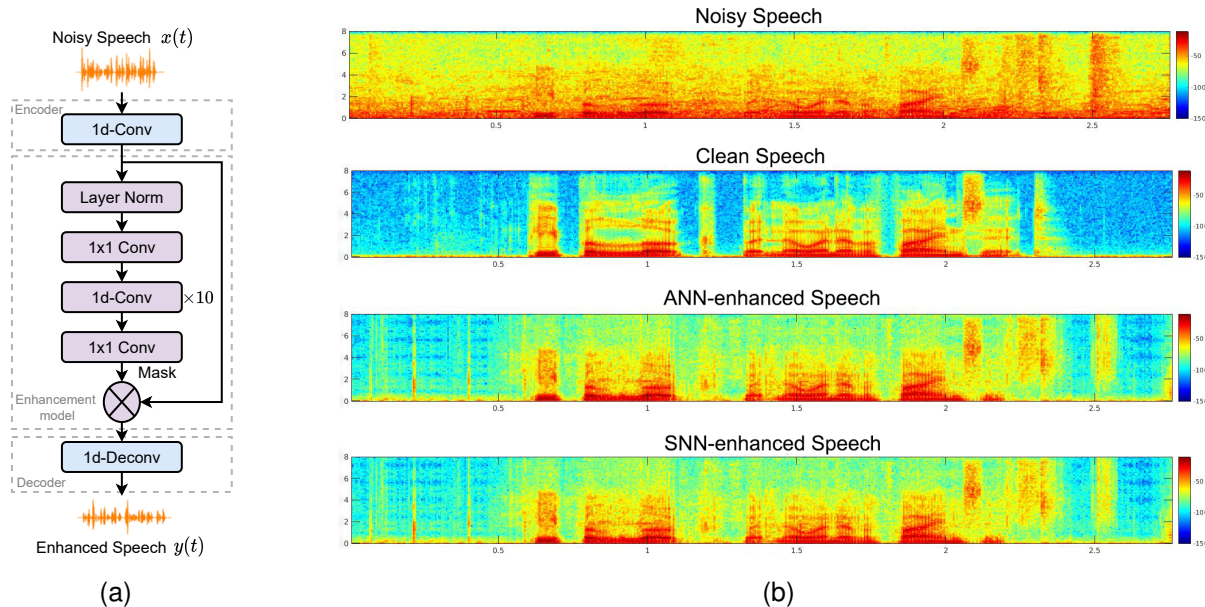 Noisy Speech x(t)
Encoder
1d-Conv
Layer Norm
1x1 Conv
1d-Conv ×10
1x1 Conv
Mask
Enhancement
model
1d-Deconv
Decoder
Enhanced Speech y(t)
(a)
Noisy Speech
8
6
4
2
0
0.5 1 1.5 2 2.5
-50
-100
-150
Clean Speech
8
6
4
2
0
0.5 1 1.5 2 2.5
-50
-100
-150
ANN-enhanced Speech
8
6
4
2
0
0.5 1 1.5 2 2.5
-50
-100
-150
SNN-enhanced Speech
8
6
4
2
0
0.5 1 1.5 2 2.5
-50
-100
-150
(b)